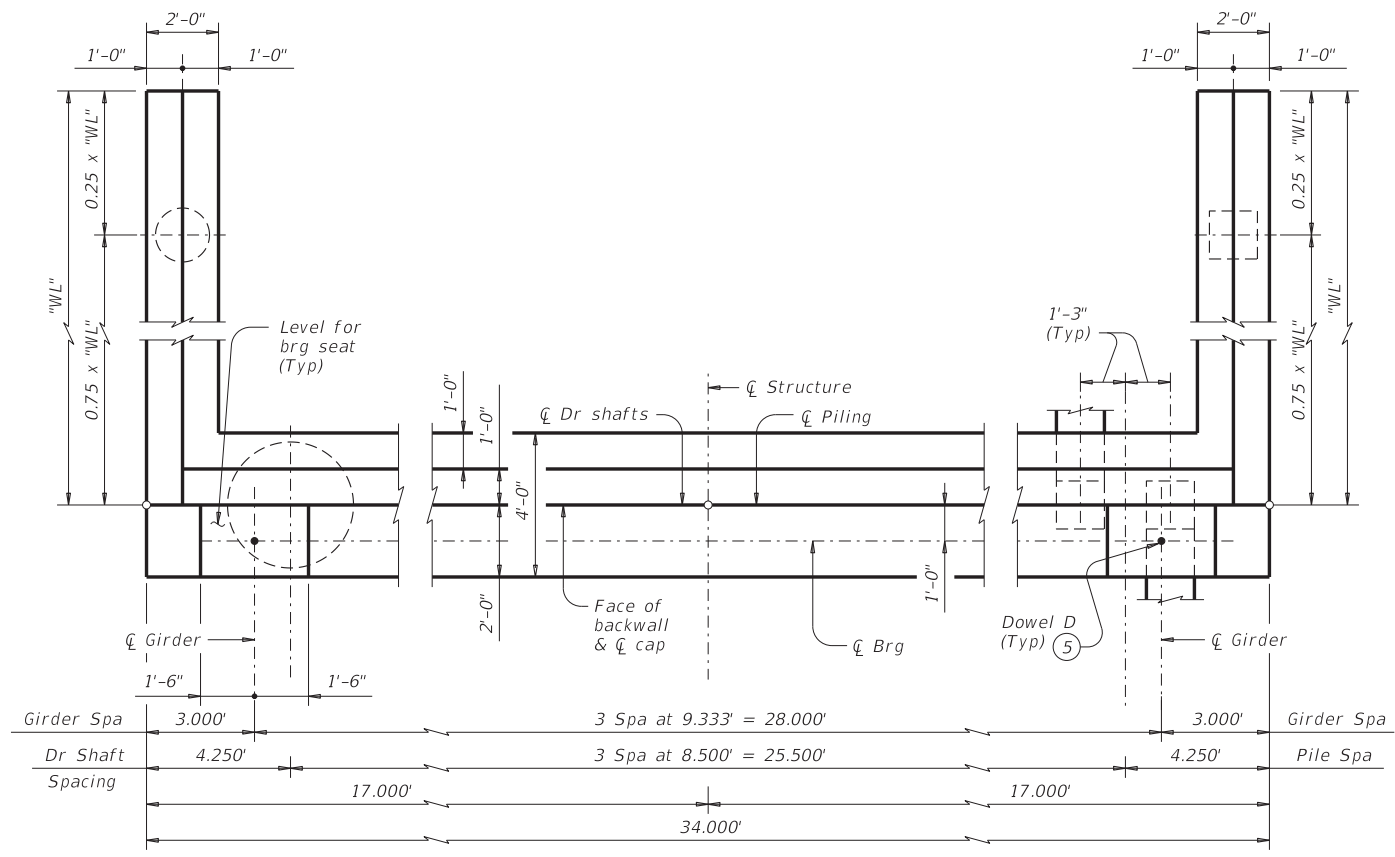 2'-0"
2'-0"
1'-0"
1'-0"
1'-0"
1'-0"
0.25 x "WL"
0.25 x "WL"
"WL"
"WL"
0.75 x "WL"
0.75 x "WL"
Level for
brg seat
(Typ)
1'-3"
(Typ)
1'-0"
1'-0"
℄ Structure
℄ Dr shafts
℄ Piling
4'-0"
2'-0"
1'-0"
Face of
backwall
& ℄ cap
℄ Brg
Dowel D
(Typ) 5
℄ Girder
℄ Girder
1'-6"
1'-6"
Girder Spa
3.000'
3 Spa at 9.333' = 28.000'
3.000'
Girder Spa
Dr Shaft
Spacing
4.250'
3 Spa at 8.500' = 25.500'
4.250'
Pile Spa
17.000'
17.000'
34.000'